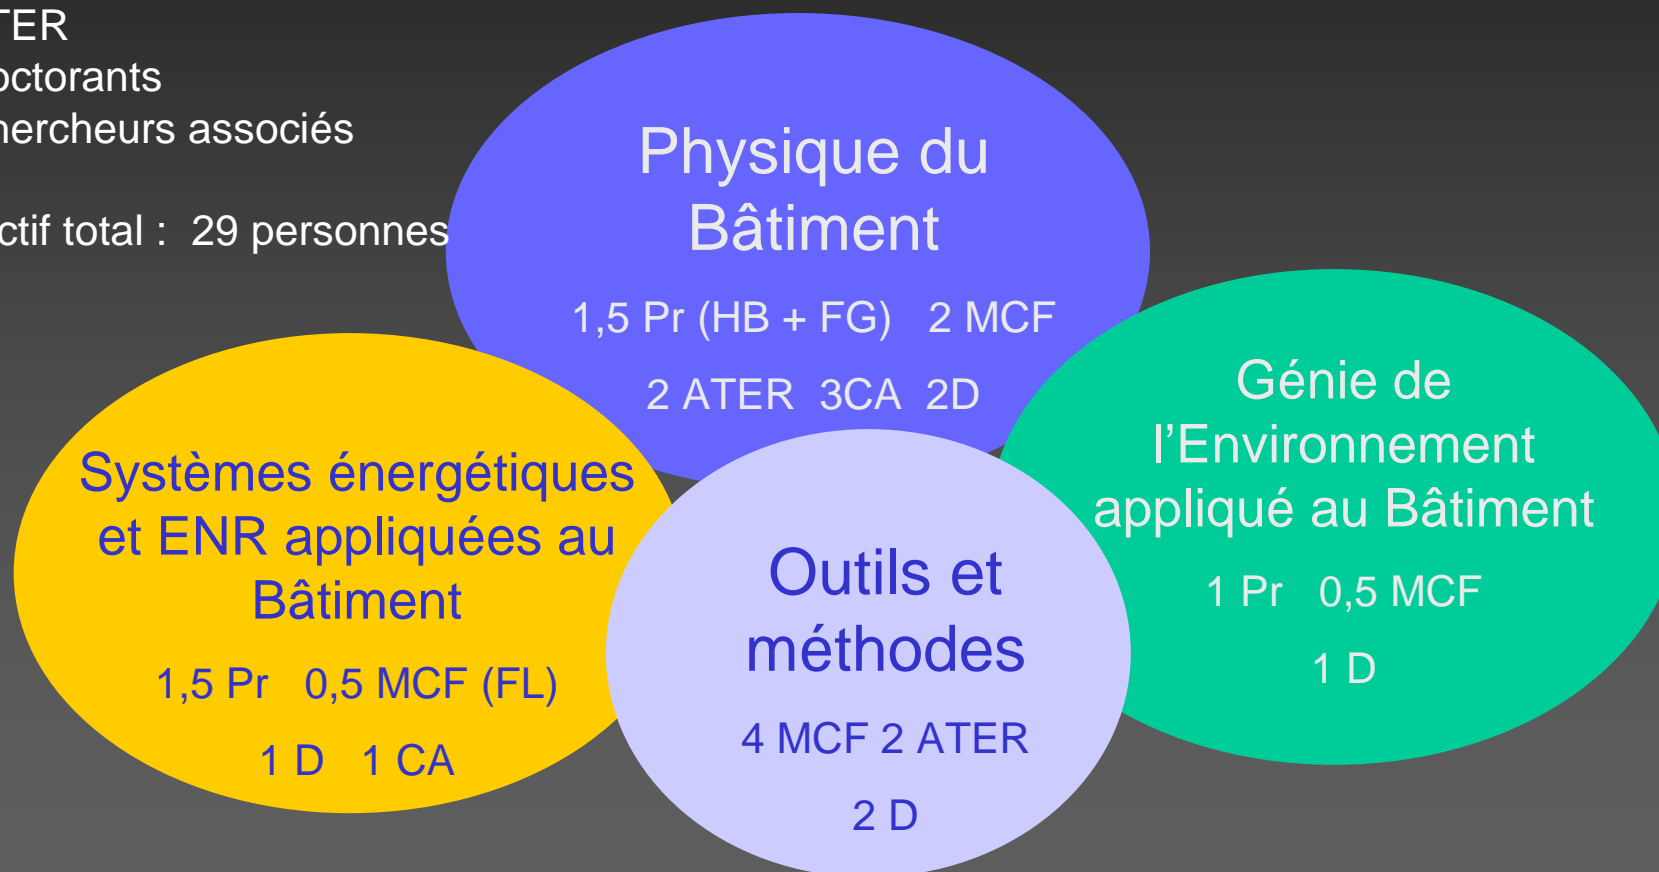 TER
octorants
hercheurs associés
ctif total : 29 personnes
Physique du
Bâtiment
1,5 Pr (HB + FG) 2 MCF
2 ATER 3CA 2D
Génie de
l’Environnement
appliqué au Bâtiment
1 Pr 0,5 MCF
1 D
Systèmes énergétiques
et ENR appliquées au
Bâtiment
1,5 Pr 0,5 MCF (FL)
1 D 1 CA
Outils et
méthodes
4 MCF 2 ATER
2 D